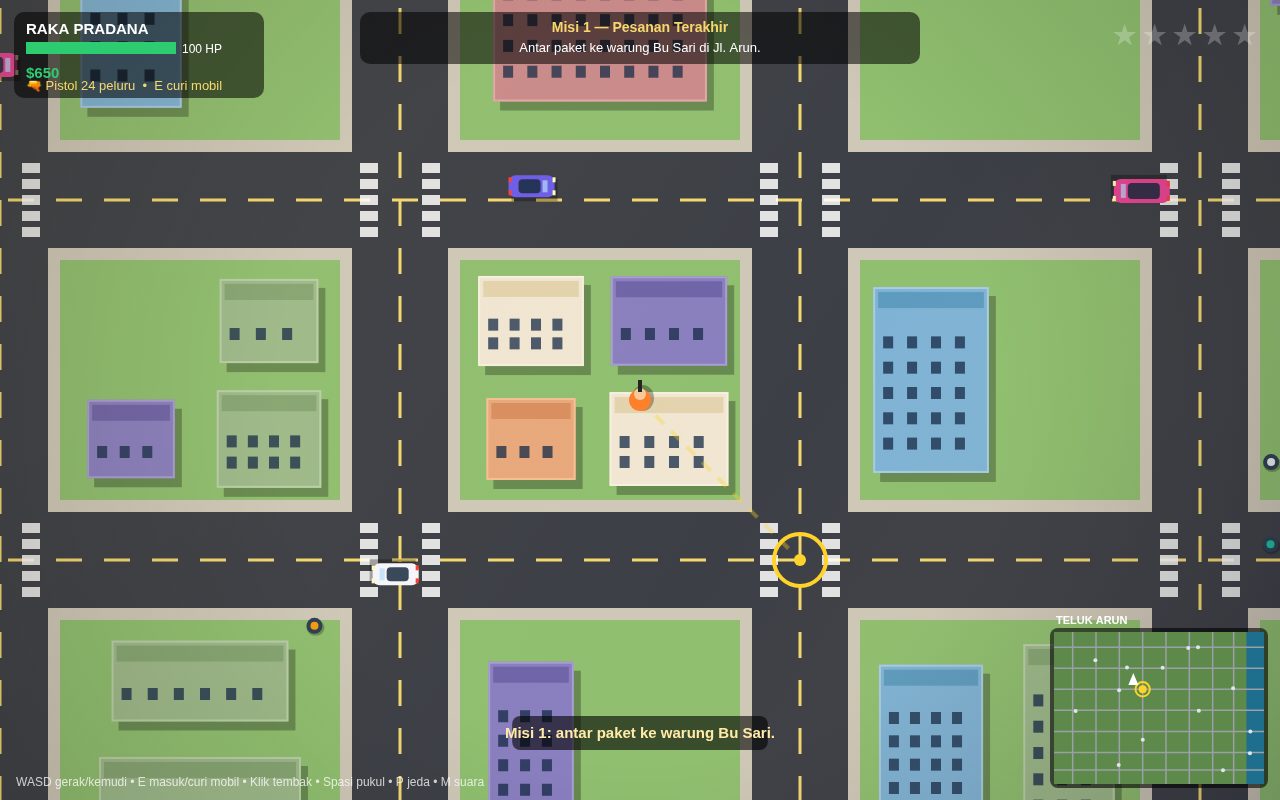 RAKA PRADANA
100 HP
$650
🔫 Pistol 24 peluru • E curi mobil
Misi 1 — Pesanan Terakhir
Antar paket ke warung Bu Sari di Jl. Arun.
★★★★★
TELUK ARUN
Misi 1: antar paket ke warung Bu Sari.
WASD gerak/kemudi • E masuk/curi mobil • Klik tembak • Spasi pukul • P jeda • M suara